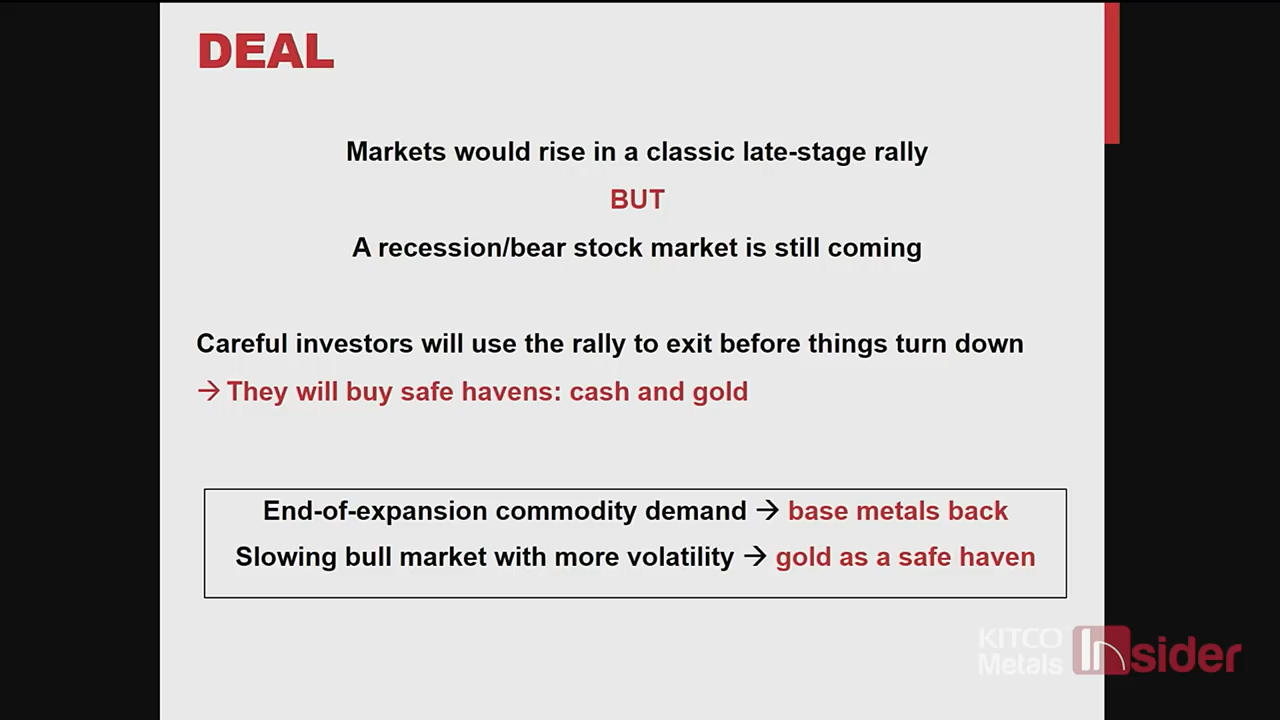 DEAL
Markets would rise in a classic late-stage rally
BUT
A recession/bear stock market is still coming
Careful investors will use the rally to exit before things turn down
→ They will buy safe havens: cash and gold
End-of-expansion commodity demand → base metals back
Slowing bull market with more volatility → gold as a safe haven
KITCO
Metals Insider